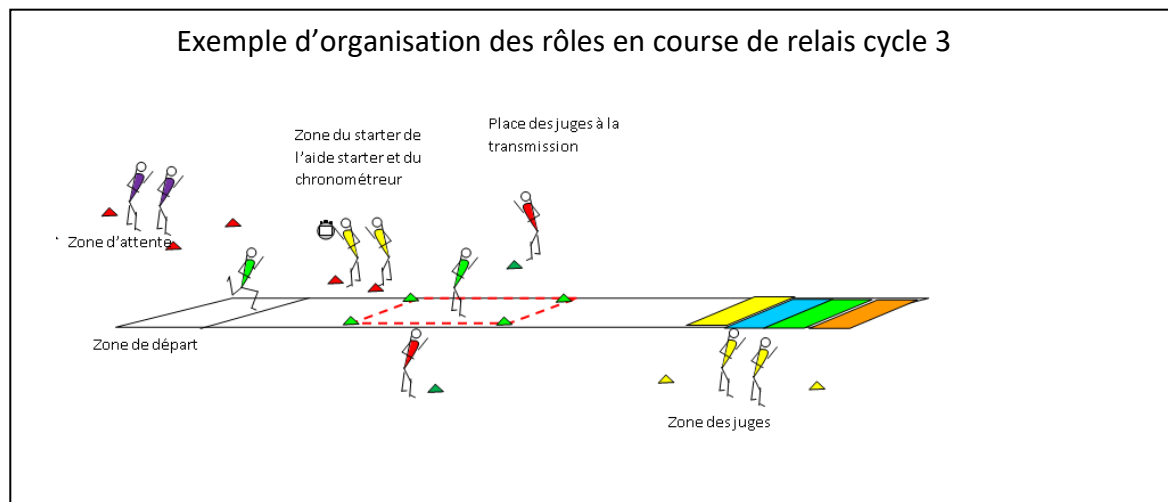 Exemple d’organisation des rôles en course de relais cycle 3
Place des juges à la
transmission
Zone du starter de
l’aide starter et du
chronométreur
Zone d’attente
Zone de départ
Zone des juges